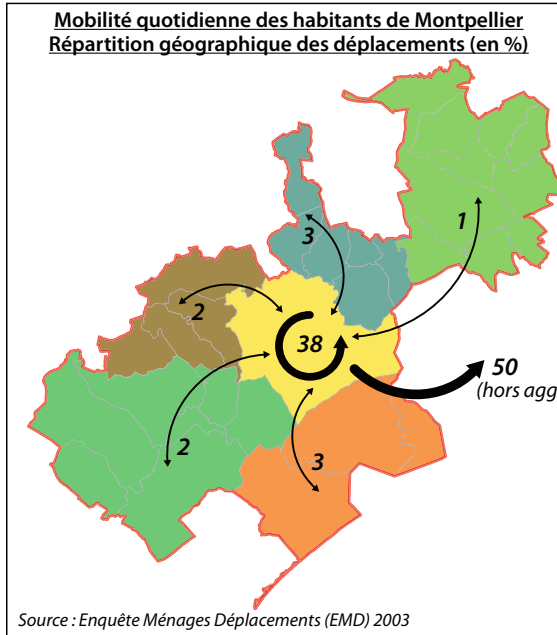 Mobilité quotidienne des habitants de Montpellier
Répartition géographique des déplacements (en %)
3
1
2
38
50
(hors agg
2
3
Source : Enquête Ménages Déplacements (EMD) 2003